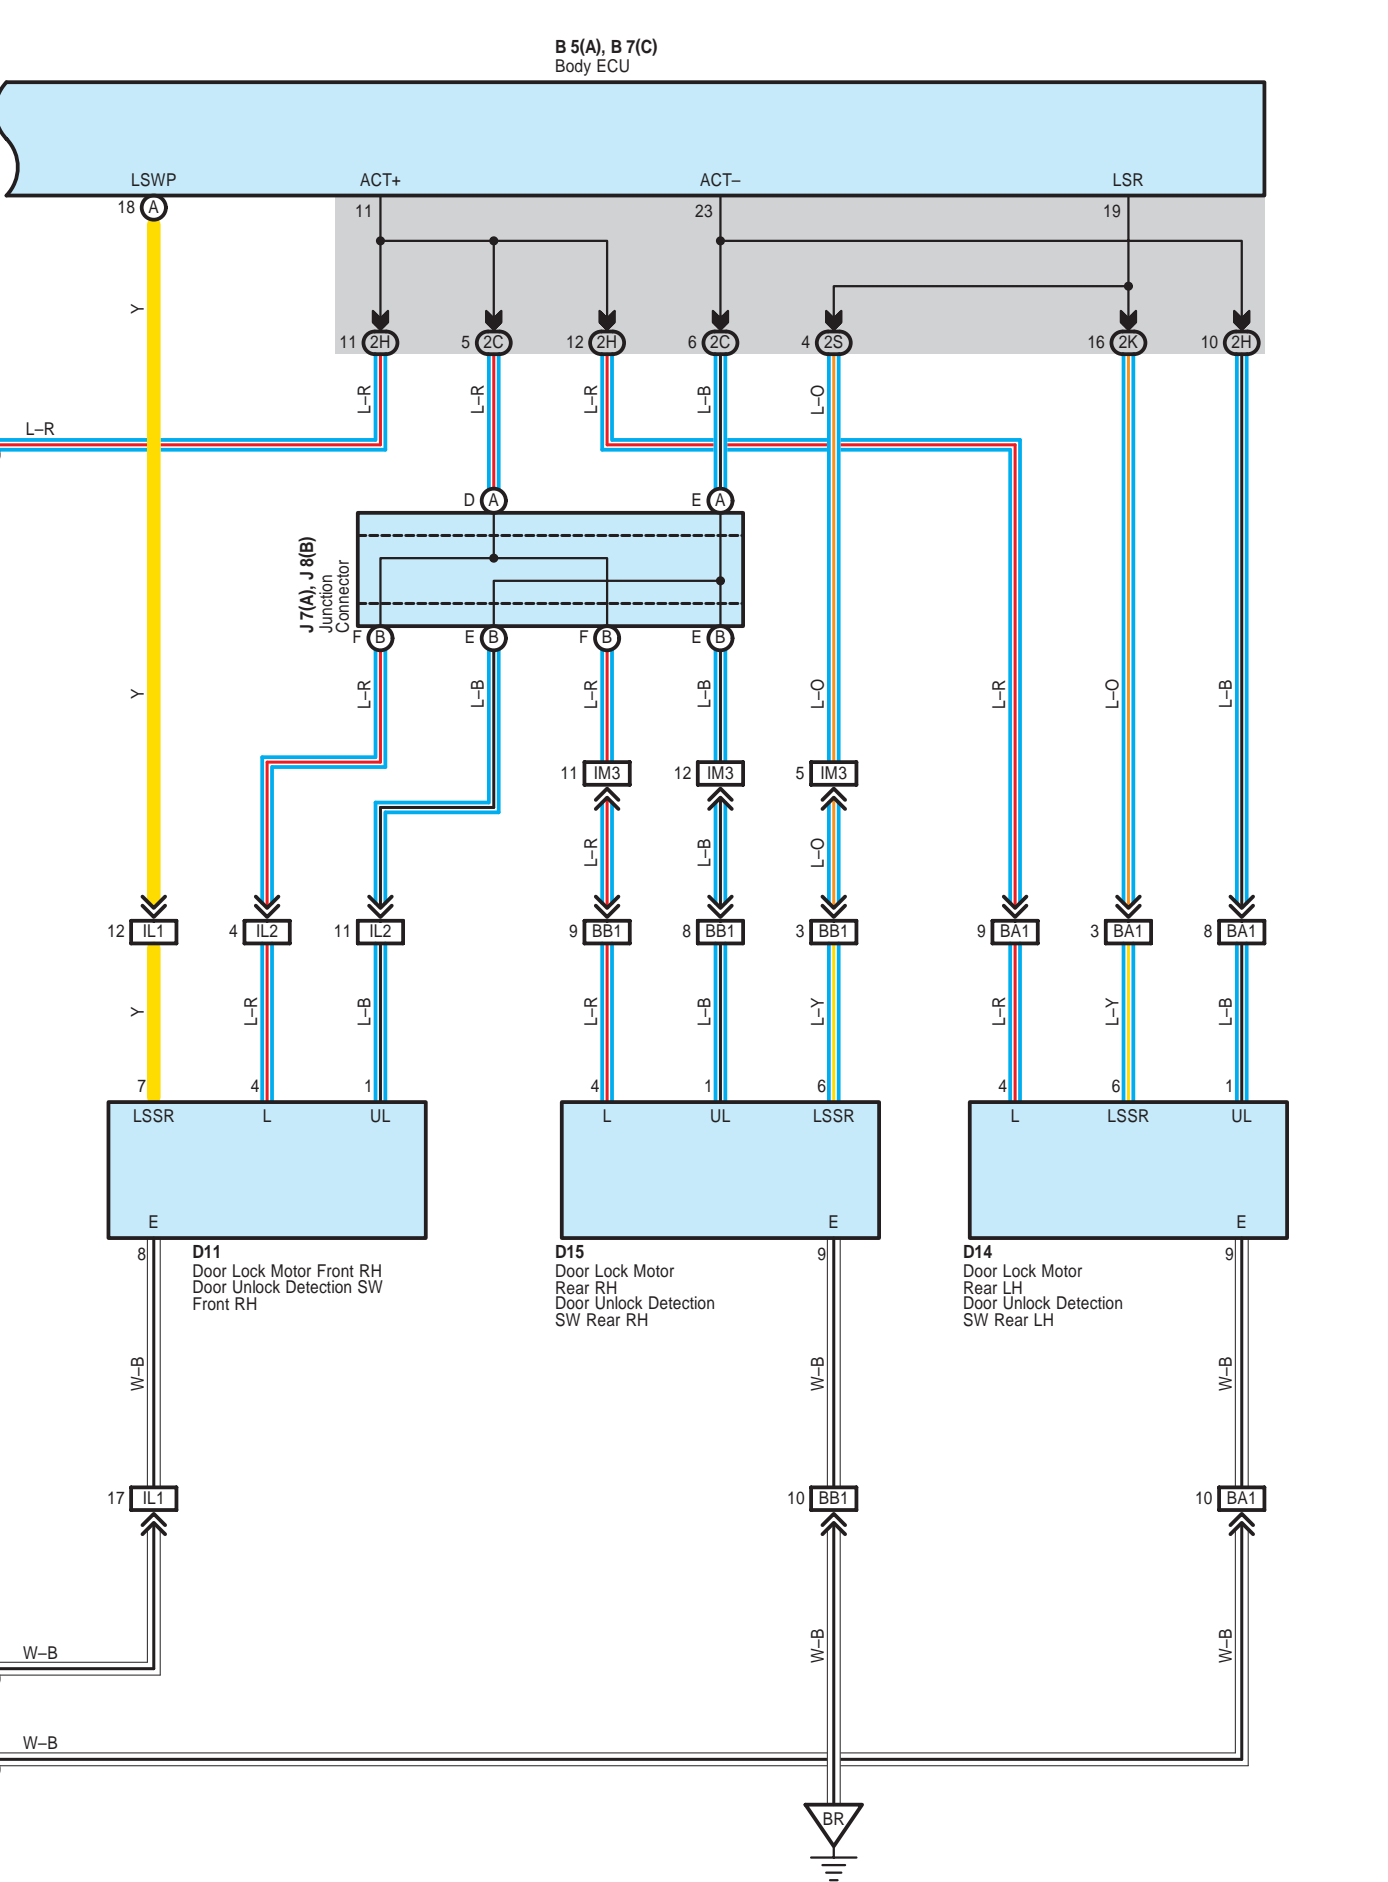 B 5(A), B 7(C)
Body ECU
LSWP ACT+ ACT– LSR
18 A 11 23 19
Y
11 2H 5 2C 12 2H 6 2C 4 2S 16 2K 10 2H
L–R L–R L–R L–B L–O
L–R
D A E A
J 7(A), J 8(B)
Junction
Connector
F B E B F B E B
Y L–R L–B L–R L–B L–O L–R L–O L–B
11 IM3 12 IM3 5 IM3
L–R L–B L–O
12 IL1 4 IL2 11 IL2 9 BB1 8 BB1 3 BB1 9 BA1 3 BA1 8 BA1
Y L–R L–B L–R L–B L–Y L–R L–Y L–B
7 4 1 4 1 6 4 6 1
LSSR L UL L UL LSSR L LSSR UL
E E E
8 9 9
D11
Door Lock Motor Front RH
Door Unlock Detection SW
Front RH
D15
Door Lock Motor
Rear RH
Door Unlock Detection
SW Rear RH
D14
Door Lock Motor
Rear LH
Door Unlock Detection
SW Rear LH
W–B W–B W–B
17 IL1 10 BB1 10 BA1
W–B W–B
W–B
W–B
BR